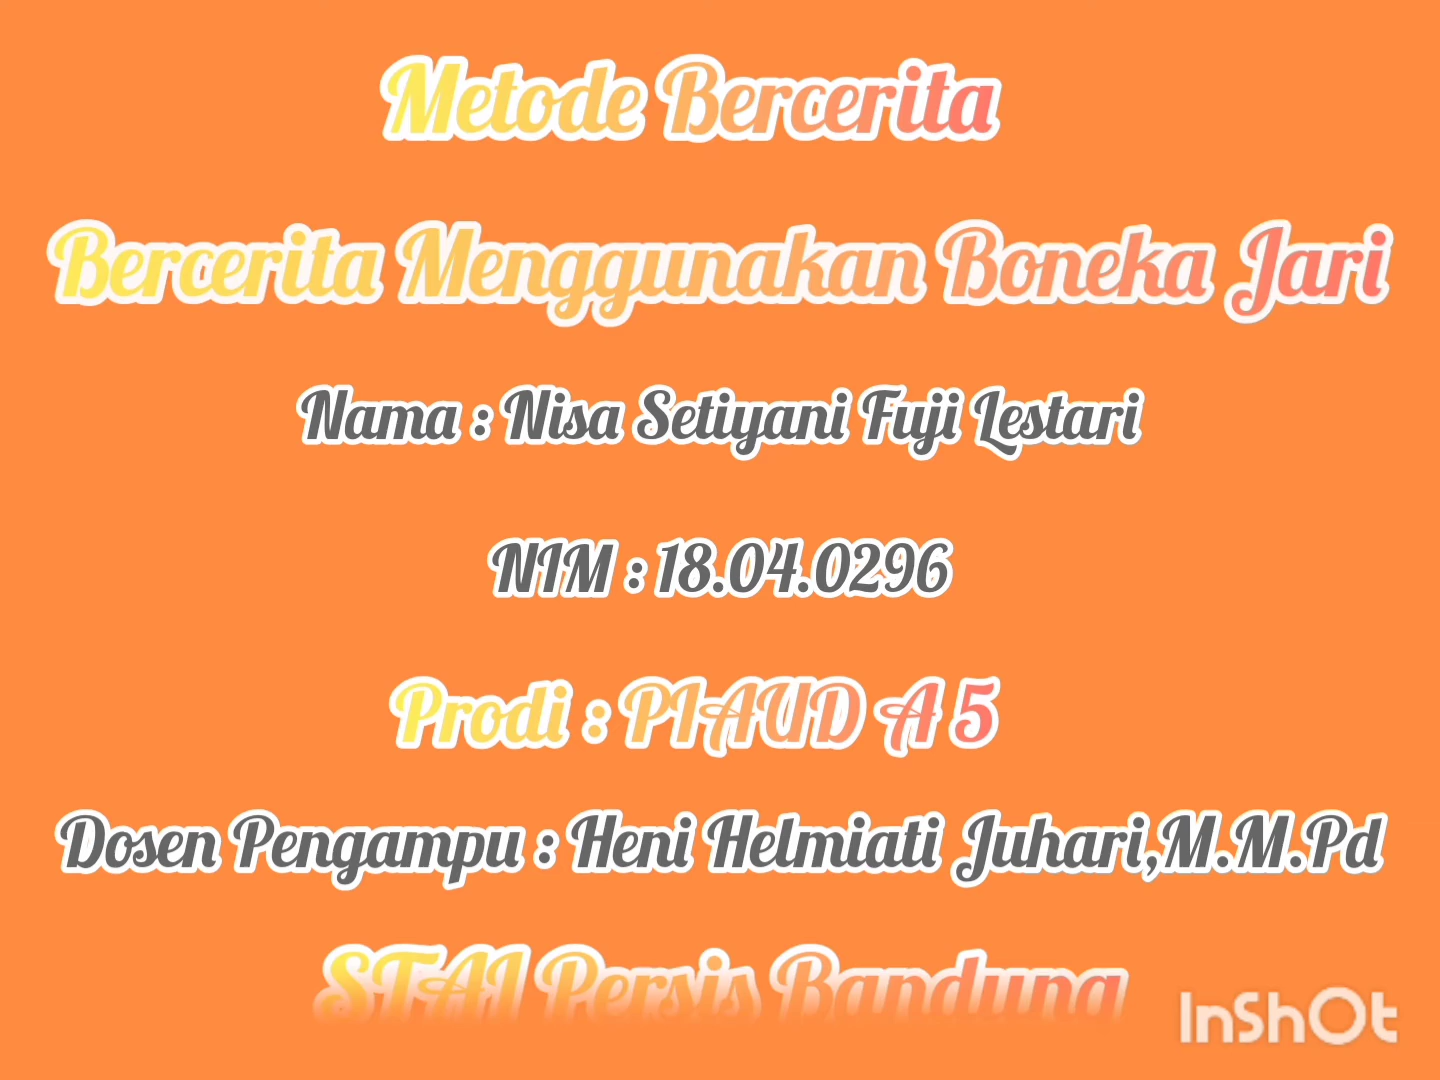 Metode Bercerita
Bercerita Menggunakan Boneka Jari
Nama : Nisa Setiyani Fuji Lestari
NIM : 18.04.0296
Prodi : PIAUD A 5
Dosen Pengampu : Heni Helmiati Juhari,M.M.Pd
STAI Persis Bandung
InShOt